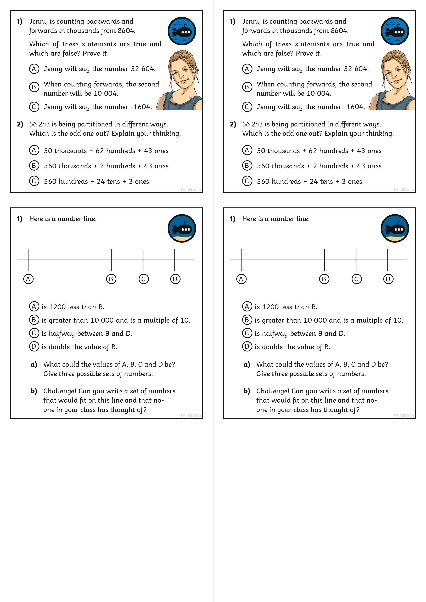 1) Jenny is counting backwards and
forwards in thousands from 8604.
Which of these statements are true and
which are false? Prove it.
A Jenny will say the number 32 604.
B When counting forwards, the second
number will be 10 004.
C Jenny will say the number -1604.
2) 56 243 is being partitioned in different ways.
Which is the odd one out? Explain your thinking.
A 50 thousands + 62 hundreds + 43 ones
B 560 thousands + 2 hundreds + 43 ones
C 560 hundreds + 24 tens + 3 ones
1) Here is a number line.
A B C D
A is 1200 less than B.
B is greater than 10 000 and is a multiple of 10.
C is halfway between B and D.
D is double the value of B.
a) What could the values of A, B, C and D be?
Give three possible sets of numbers.
b) Challenge! Can you write a set of numbers
that would fit on this line and that no-
one in your class has thought of?
1) Jenny is counting backwards and
forwards in thousands from 8604.
Which of these statements are true and
which are false? Prove it.
A Jenny will say the number 32 604.
B When counting forwards, the second
number will be 10 004.
C Jenny will say the number -1604.
2) 56 243 is being partitioned in different ways.
Which is the odd one out? Explain your thinking.
A 50 thousands + 62 hundreds + 43 ones
B 560 thousands + 2 hundreds + 43 ones
C 560 hundreds + 24 tens + 3 ones
1) Here is a number line.
A B C D
A is 1200 less than B.
B is greater than 10 000 and is a multiple of 10.
C is halfway between B and D.
D is double the value of B.
a) What could the values of A, B, C and D be?
Give three possible sets of numbers.
b) Challenge! Can you write a set of numbers
that would fit on this line and that no-
one in your class has thought of?